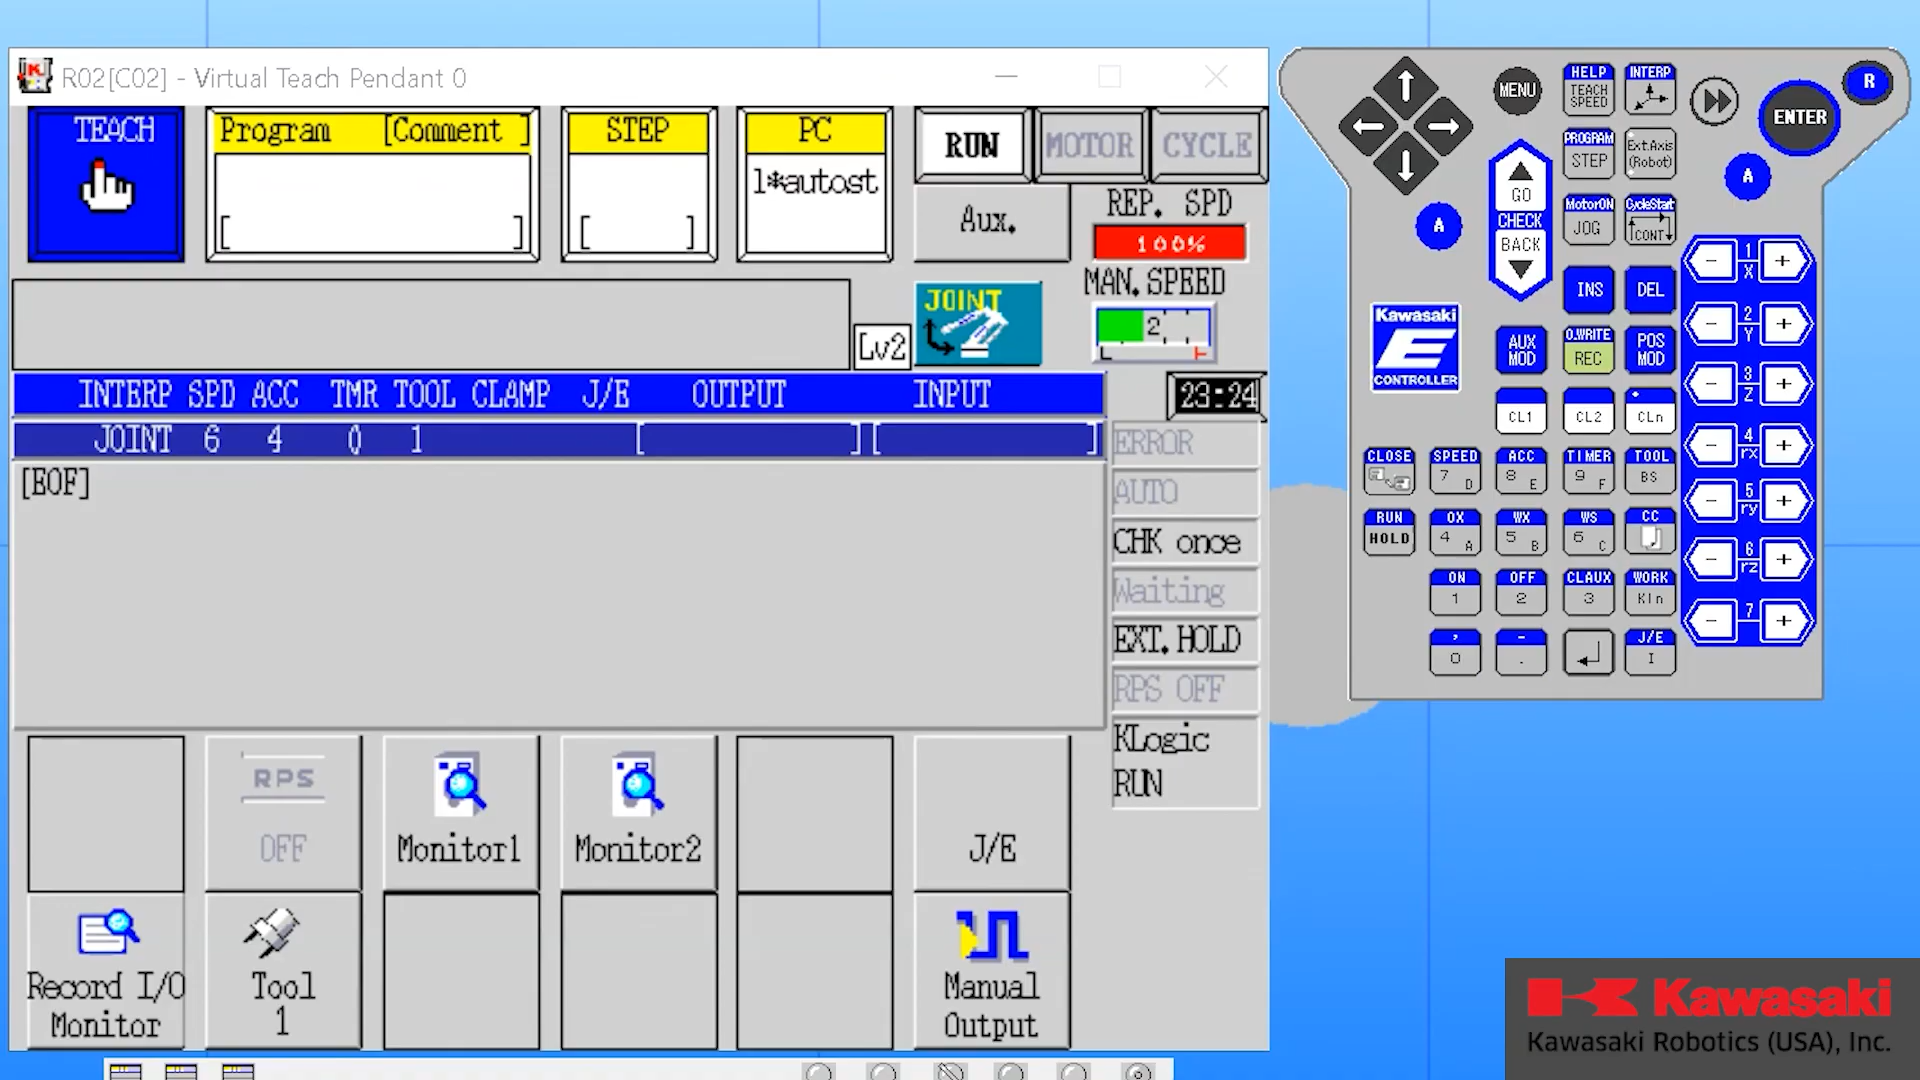 R02[C02] - Virtual Teach Pendant 0
TEACH
Program [Comment ]
[ ]
STEP
[ ]
PC
1*autost
RUN
MOTOR
CYCLE
Aux.
REP. SPD
100%
MAN.SPEED
2
L H
Lv2
JOINT
INTERP SPD ACC TMR TOOL CLAMP J/E OUTPUT INPUT
JOINT 6 4 0 1 [ ][ ]
[EOF]
23:24
ERROR
AUTO
CHK once
Waiting
EXT.HOLD
RPS OFF
KLogic
RUN
RPS
OFF
Monitor1
Monitor2
J/E
Record I/O
Monitor
Tool
1
Manual
Output
MENU
HELP
TEACH
SPEED
INTERP
ENTER
R
PROGRAM
STEP
Ext.Axis
(Robot)
A
A
GO
CHECK
BACK
MotorON
JOG
CycleStart
CONT
INS
DEL
Kawasaki
E
CONTROLLER
AUX
MOD
O.WRITE
REC
POS
MOD
CL1
CL2
CLn
CLOSE
SPEED
7 D
ACC
8 E
TIMER
9 F
TOOL
BS
RUN
HOLD
OX
4 A
WX
5 B
WS
6 C
CC
ON
1
OFF
2
CLAUX
3
WORK
KIn
,
0
-
.
J/E
I
- 1 X +
- 2 Y +
- 3 Z +
- 4 rx +
- 5 ry +
- 6 rz +
- 7 +
Kawasaki
Kawasaki Robotics (USA), Inc.